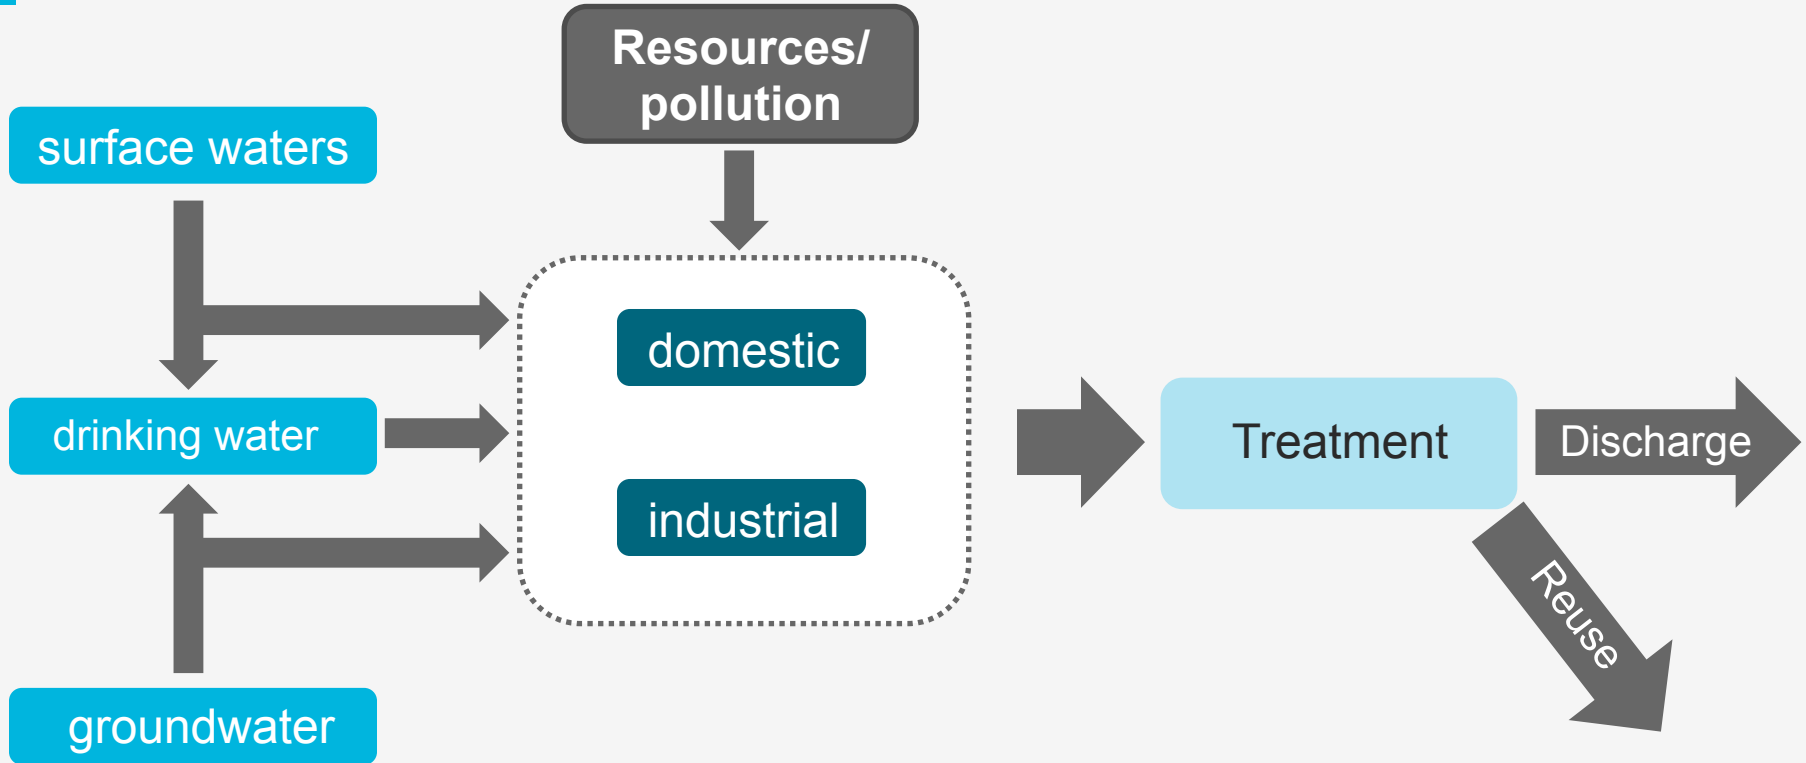 Resources/
pollution
surface waters
domestic
drinking water
Treatment
Discharge
industrial
Reuse
groundwater